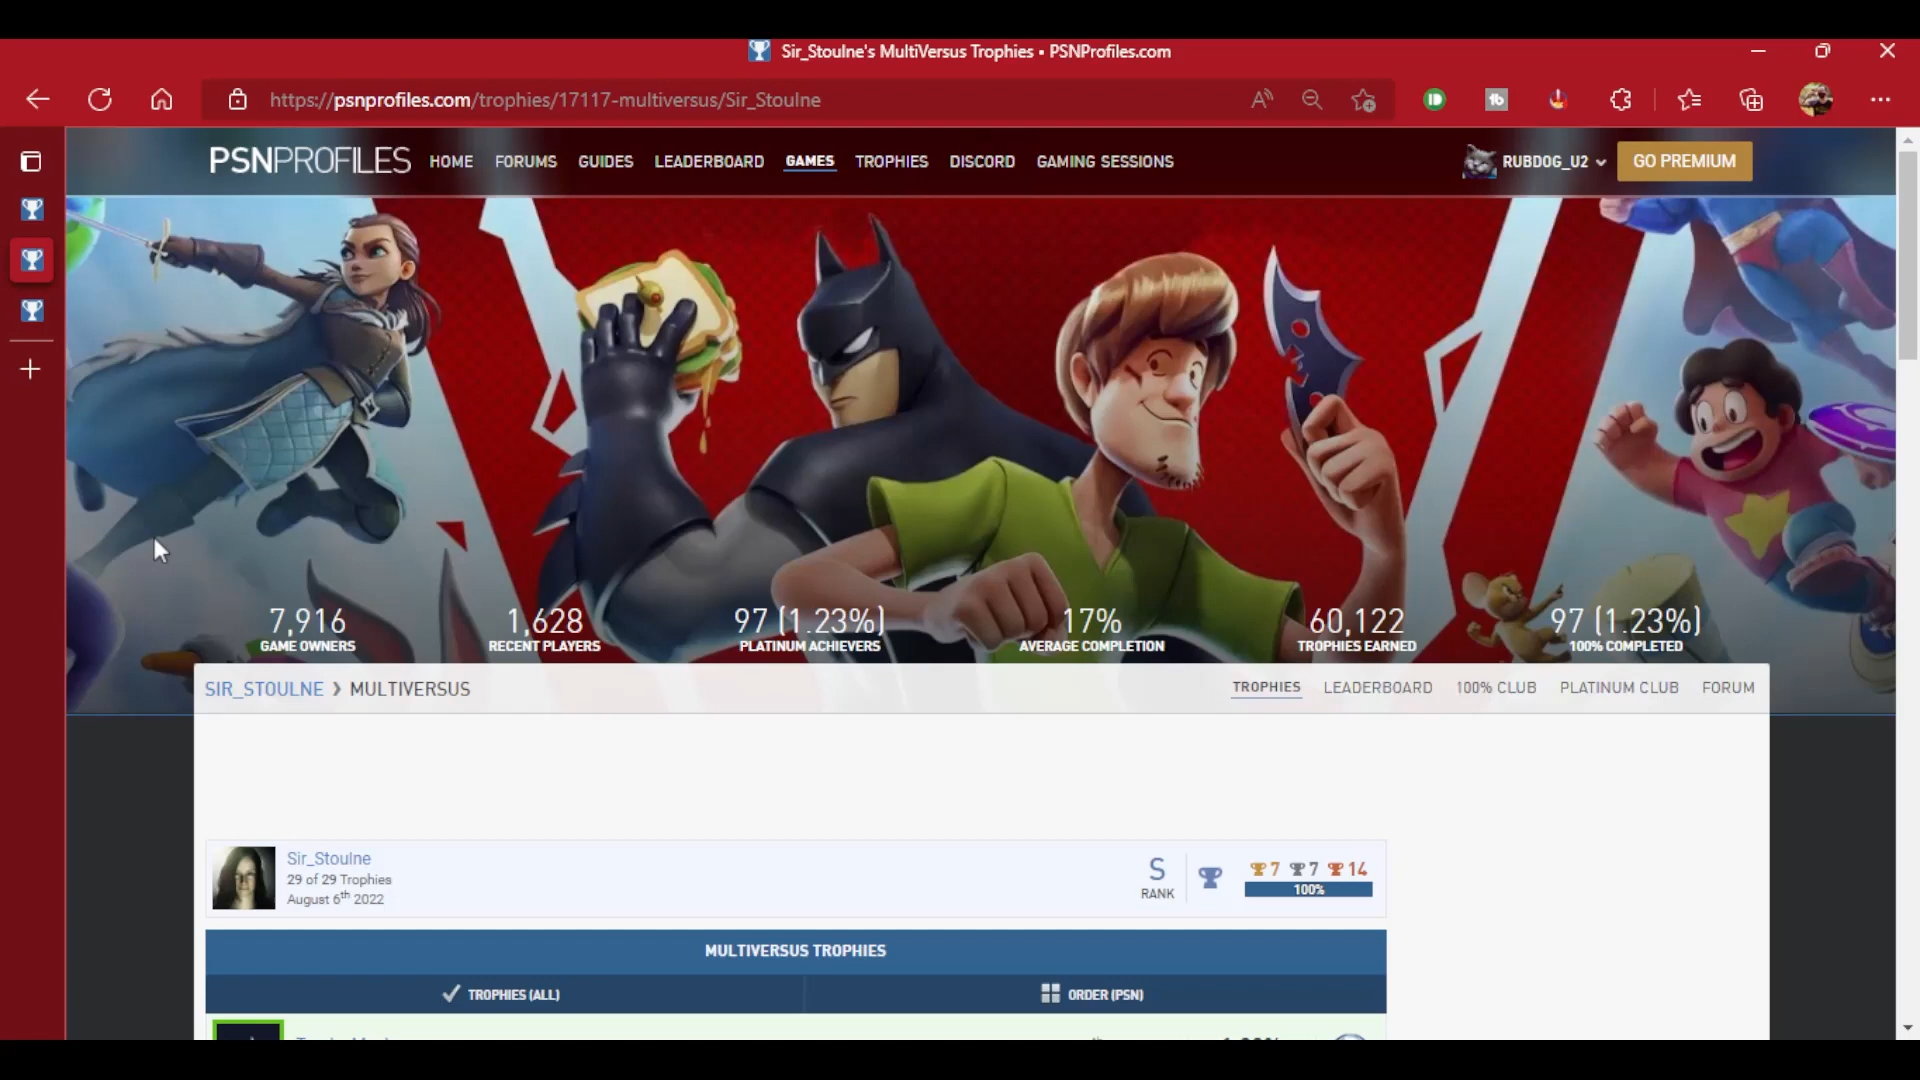 Sir_Stoulne's MultiVersus Trophies • PSNProfiles.com
https://psnprofiles.com/trophies/17117-multiversus/Sir_Stoulne
PSNPROFILES HOME FORUMS GUIDES LEADERBOARD GAMES TROPHIES DISCORD GAMING SESSIONS RUBDOG_U2 GO PREMIUM
7,916 1,628 97 (1.23%) 17% 60,122 97 (1.23%)
GAME OWNERS RECENT PLAYERS PLATINUM ACHIEVERS AVERAGE COMPLETION TROPHIES EARNED 100% COMPLETED
SIR_STOULNE › MULTIVERSUS TROPHIES LEADERBOARD 100% CLUB PLATINUM CLUB FORUM
Sir_Stoulne
29 of 29 Trophies
August 6th 2022
S
RANK
7 7 14
100%
MULTIVERSUS TROPHIES
TROPHIES (ALL) ORDER (PSN)